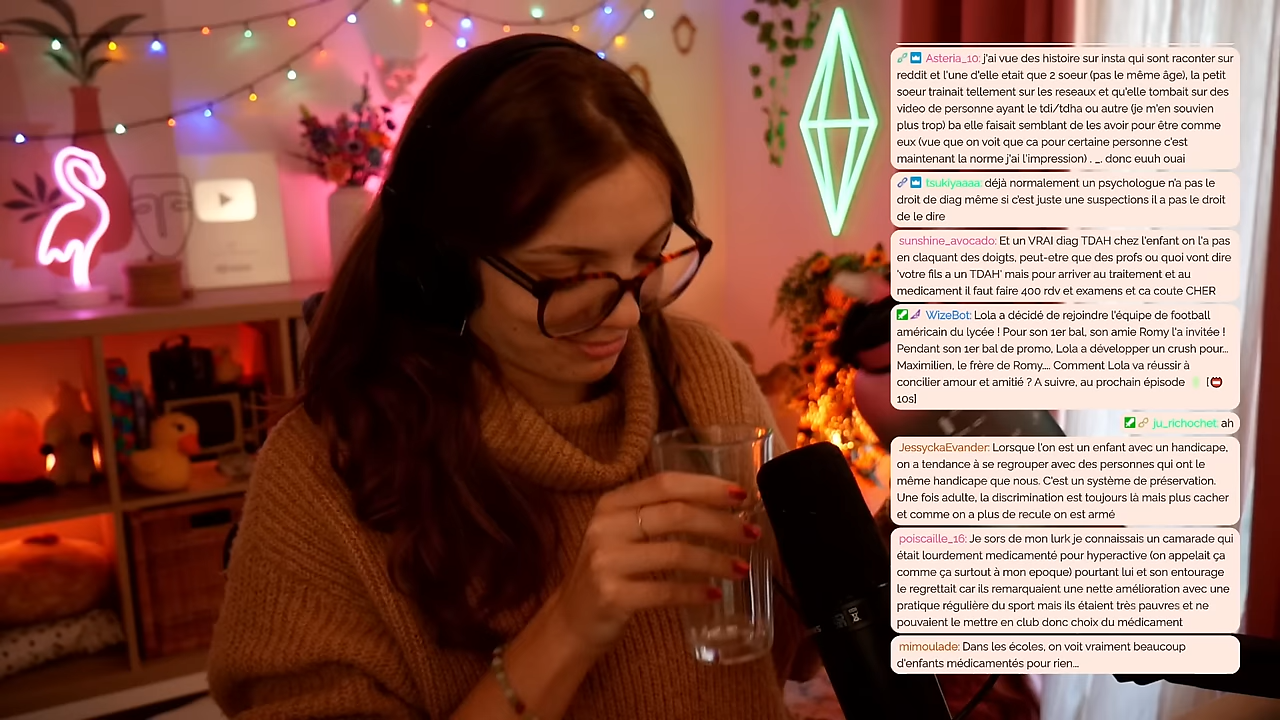 Asteria_10: j'ai vue des histoire sur insta qui sont raconter sur
reddit et l'une d'elle etait que 2 soeur (pas le même âge), la petit
soeur trainait tellement sur les reseaux et qu'elle tombait sur des
video de personne ayant le tdi/tdha ou autre (je m'en souvien
plus trop) ba elle faisait semblant de les avoir pour être comme
eux (vue que on voit que ca pour certaine personne c'est
maintenant la norme j'ai l'impression) . _. donc euuh ouai
tsukiyaaaa: déjà normalement un psychologue n'a pas le
droit de diag même si c'est juste une suspections il a pas le droit
de le dire
sunshine_avocado: Et un VRAI diag TDAH chez l'enfant on l'a pas
en claquant des doigts, peut-etre que des profs ou quoi vont dire
'votre fils a un TDAH' mais pour arriver au traitement et au
medicament il faut faire 400 rdv et examens et ca coute CHER
WizeBot: Lola a décidé de rejoindre l'équipe de football
américain du lycée ! Pour son 1er bal, son amie Romy l'a invitée !
Pendant son 1er bal de promo, Lola a développer un crush pour...
Maximilien, le frère de Romy.... Comment Lola va réussir à
concilier amour et amitié ? A suivre, au prochain épisode [
10s]
ju_richochet: ah
JessyckaEvander: Lorsque l'on est un enfant avec un handicape,
on a tendance à se regrouper avec des personnes qui ont le
même handicape que nous. C'est un système de préservation.
Une fois adulte, la discrimination est toujours là mais plus cacher
et comme on a plus de recule on est armé
poiscaille_16: Je sors de mon lurk je connaissais un camarade qui
était lourdement medicamenté pour hyperactive (on appelait ça
comme ça surtout à mon epoque) pourtant lui et son entourage
le regrettait car ils remarquaient une nette amélioration avec une
pratique régulière du sport mais ils étaient très pauvres et ne
pouvaient le mettre en club donc choix du médicament
mimoulade: Dans les écoles, on voit vraiment beaucoup
d'enfants médicamentés pour rien...